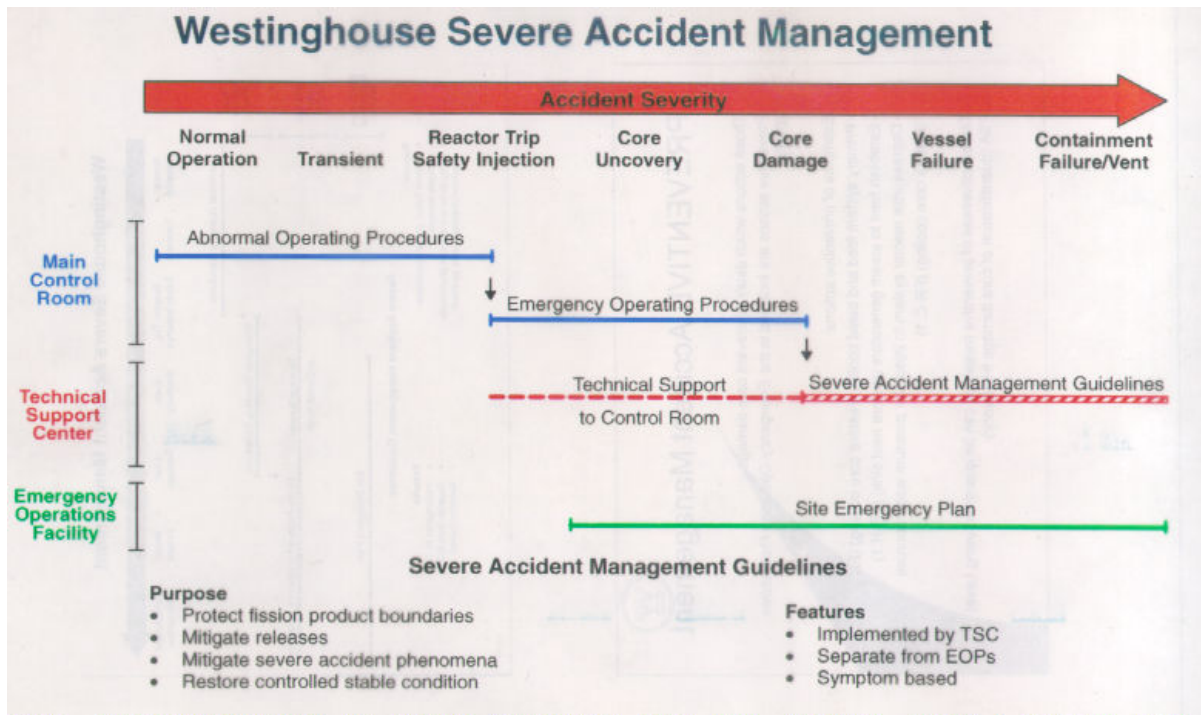 Westinghouse Severe Accident Management
Accident Severity
Normal
Operation
Transient
Reactor Trip
Safety Injection
Core
Uncovery
Core
Damage
Vessel
Failure
Containment
Failure/Vent
Main
Control
Room
Abnormal Operating Procedures
Emergency Operating Procedures
Technical
Support
Center
Technical Support
to Control Room
Severe Accident Management Guidelines
Emergency
Operations
Facility
Site Emergency Plan
Severe Accident Management Guidelines
Purpose
• Protect fission product boundaries
• Mitigate releases
• Mitigate severe accident phenomena
• Restore controlled stable condition
Features
• Implemented by TSC
• Separate from EOPs
• Symptom based